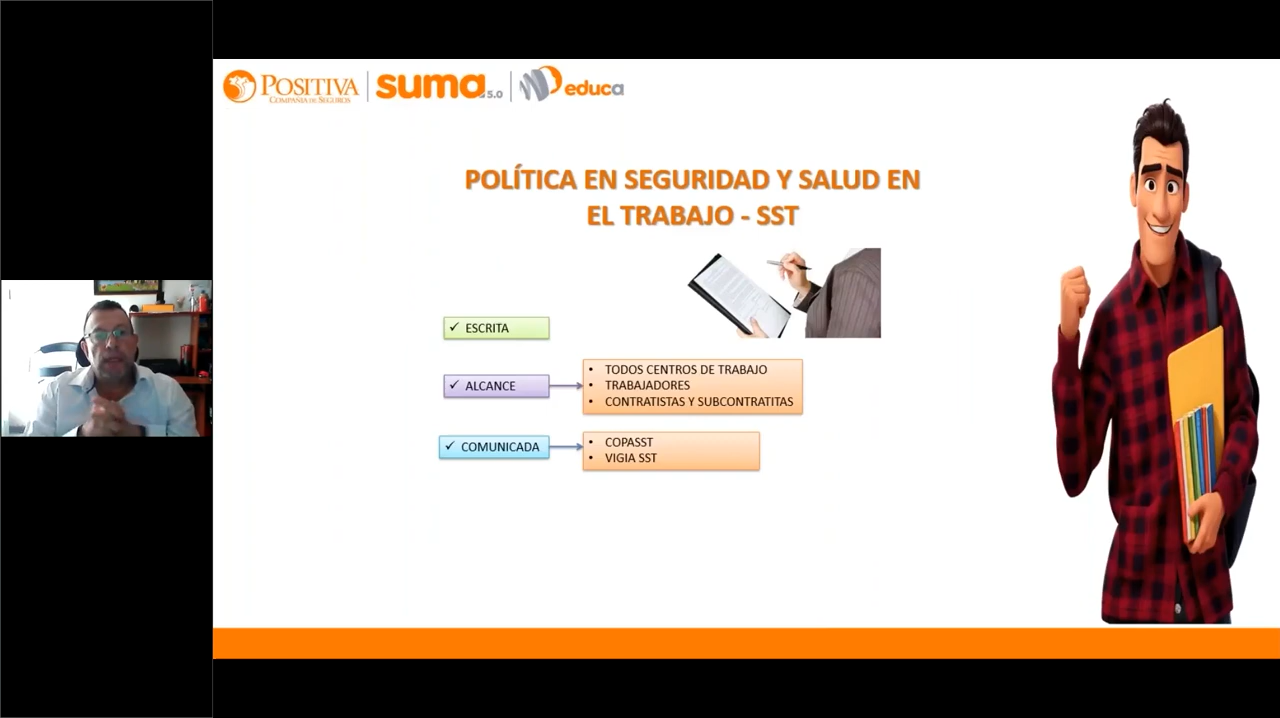 POSITIVA
COMPAÑIA DE SEGUROS
suma 5.0
educa
POLÍTICA EN SEGURIDAD Y SALUD EN
EL TRABAJO - SST
✓ ESCRITA
✓ ALCANCE
• TODOS CENTROS DE TRABAJO
• TRABAJADORES
• CONTRATISTAS Y SUBCONTRATITAS
✓ COMUNICADA
• COPASST
• VIGIA SST